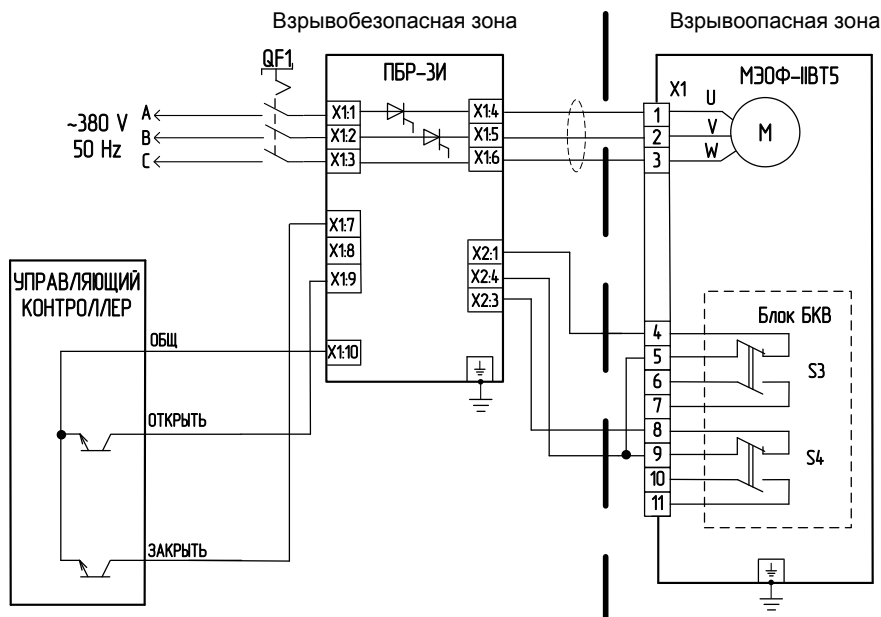 Взрывобезопасная зона
Взрывоопасная зона
QF1
ПБР-3И
МЭОФ-IIВТ5
X1
~380 V
50 Hz
A
B
C
X1:1
X1:2
X1:3
X1:4
X1:5
X1:6
1
2
3
U
V
W
M
X1:7
X1:8
X1:9
X1:10
X2:1
X2:4
X2:3
УПРАВЛЯЮЩИЙ
КОНТРОЛЛЕР
ОБЩ
ОТКРЫТЬ
ЗАКРЫТЬ
Блок БКВ
4
5
6
7
8
9
10
11
S3
S4